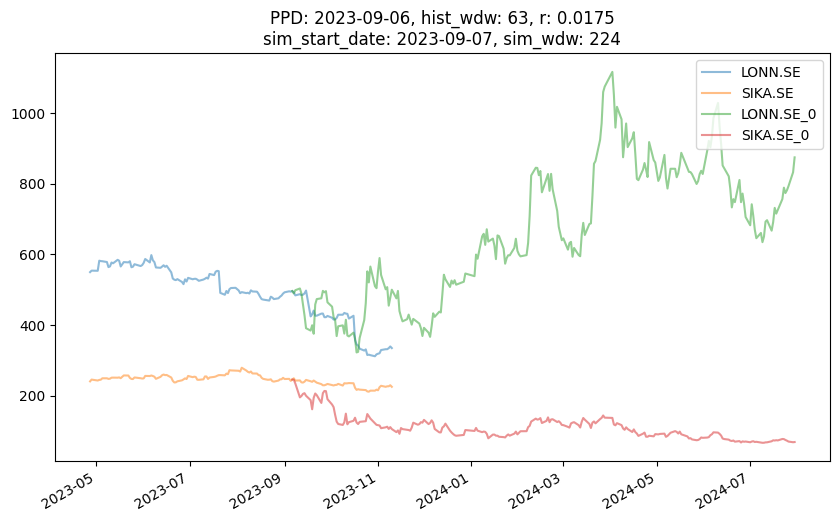 PPD: 2023-09-06, hist_wdw: 63, r: 0.0175
sim_start_date: 2023-09-07, sim_wdw: 224
LONN.SE
SIKA.SE
LONN.SE_0
SIKA.SE_0
1000
800
600
400
200
2023-05
2023-07
2023-09
2023-11
2024-01
2024-03
2024-05
2024-07